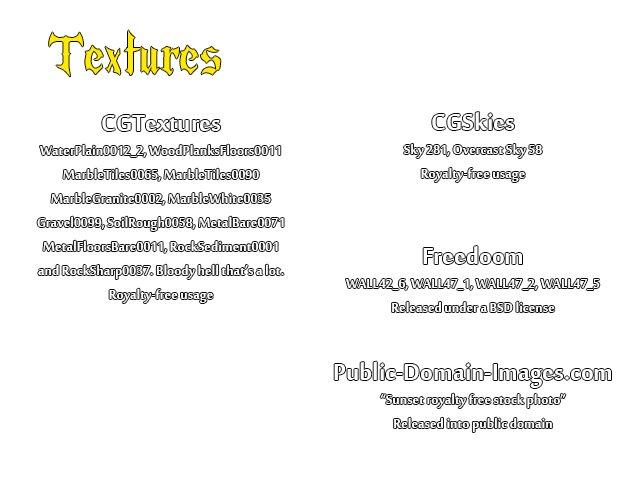 Textures
CGTextures
WaterPlain0012_2, WoodPlanksFloors0011
MarbleTiles0065, MarbleTiles0090
MarbleGranite0002, MarbleWhite0035
Gravel0099, SoilRough0058, MetalBare0071
MetalFloorsBare0011, RockSediment0001
and RockSharp0037. Bloody hell that's a lot.
Royalty-free usage
CGSkies
Sky 281, Overcast Sky 58
Royalty-free usage
Freedoom
WALL42_6, WALL47_1, WALL47_2, WALL47_5
Released under a BSD license
Public-Domain-Images.com
“Sunset royalty free stock photo”
Released into public domain